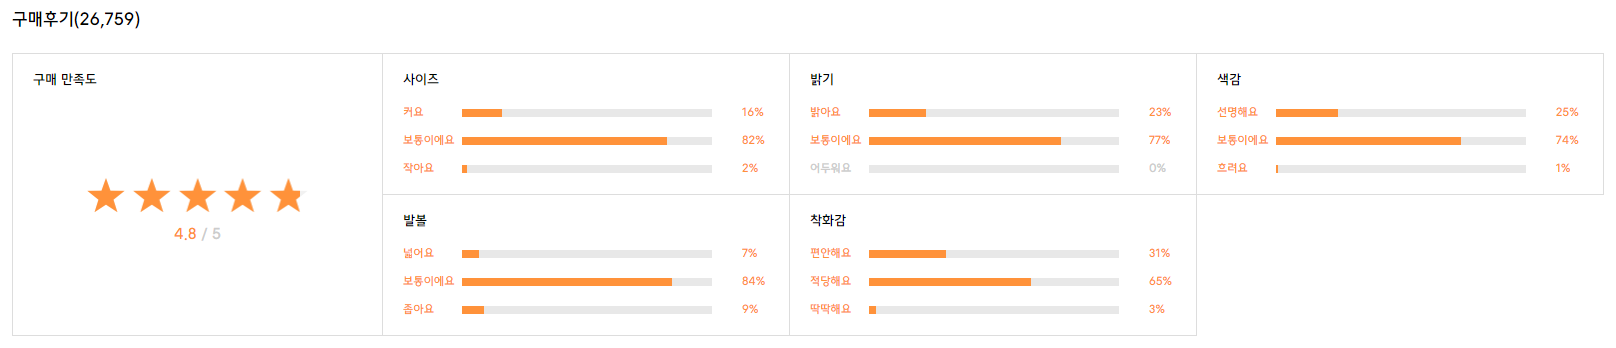 구매후기(26,759)
구매 만족도
4.8 / 5
사이즈
커요 16%
보통이에요 82%
작아요 2%
밝기
밝아요 23%
보통이에요 77%
어두워요 0%
색감
선명해요 25%
보통이에요 74%
흐려요 1%
발볼
넓어요 7%
보통이에요 84%
좁아요 9%
착화감
편안해요 31%
적당해요 65%
딱딱해요 3%